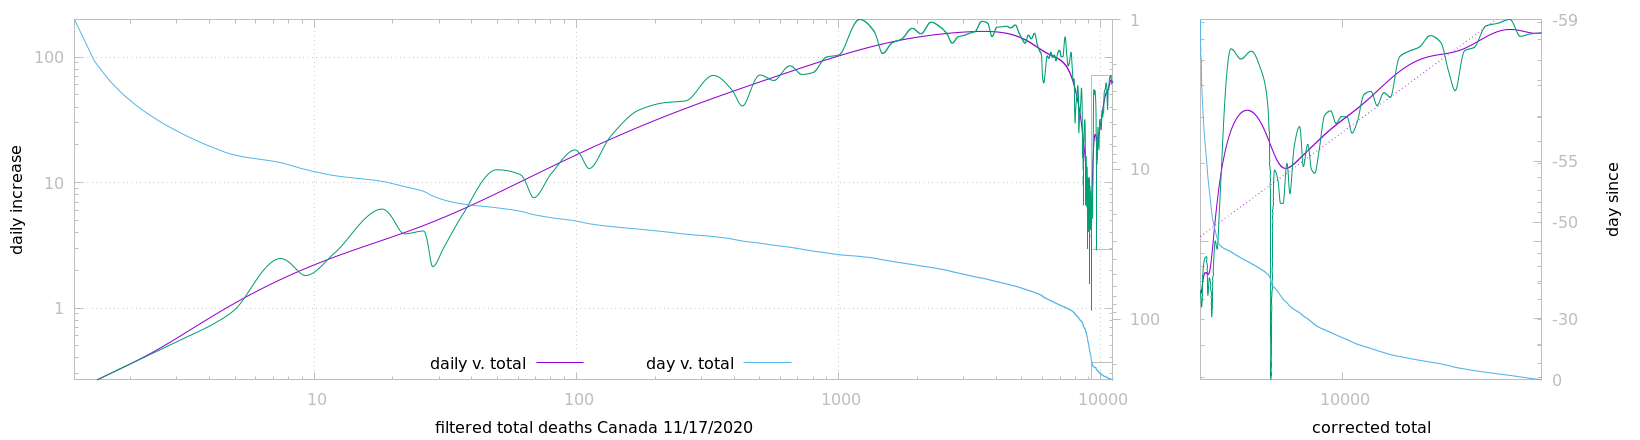 daily increase
100
10
1
10
100
1000
10000
daily v. total
day v. total
filtered total deaths Canada 11/17/2020
1
10
100
10000
corrected total
-59
-55
-50
-30
0
day since